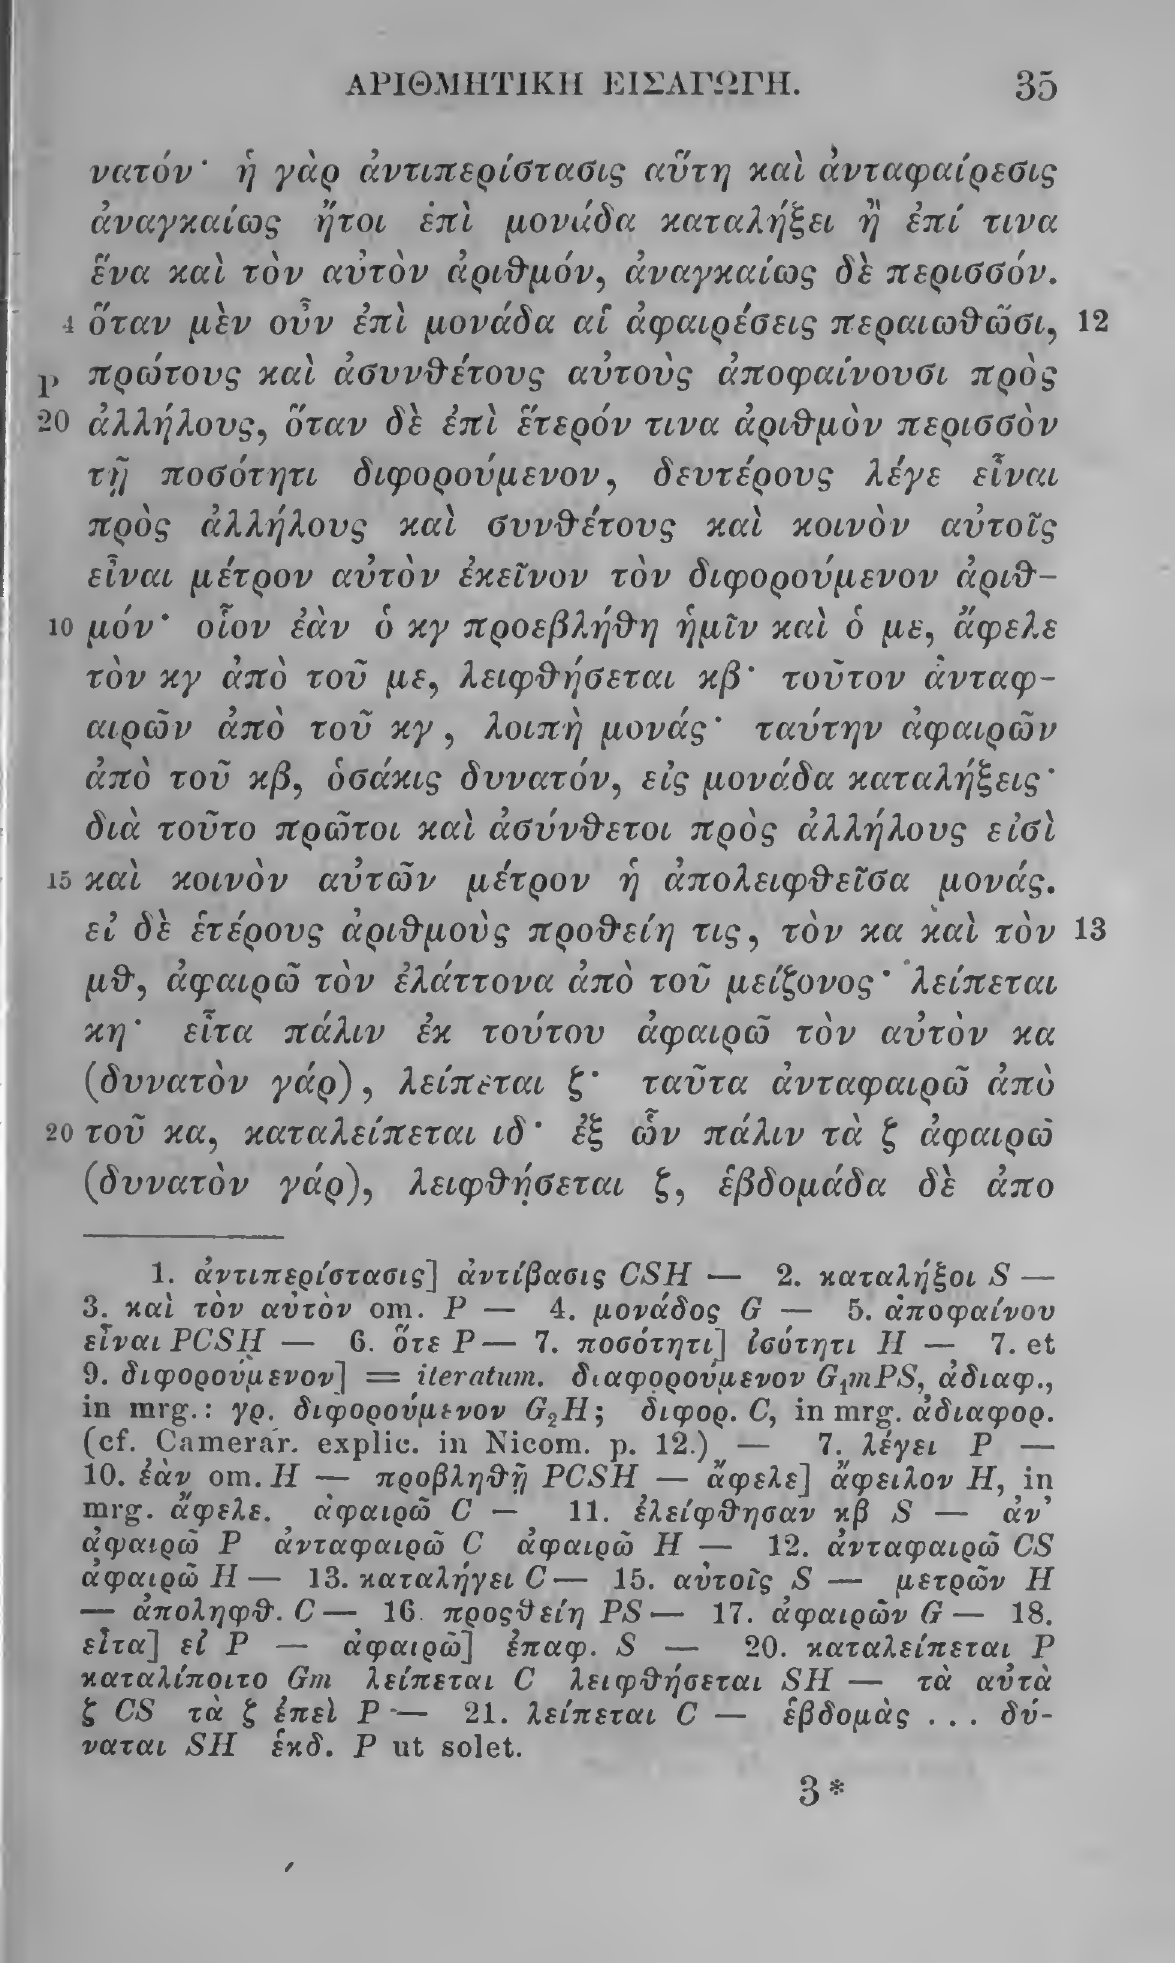 ΑΡΙΘΜΗΤΙΚΗ ΕΙΣΑΓΩΓΗ. 35
νατόν· ἡ γὰρ ἀντιπερίστασις αὕτη καὶ ἀνταφαίρεσις
ἀναγκαίως ἤτοι ἐπὶ μονάδα καταλήξει ἢ ἐπί τινα
ἕνα καὶ τὸν αὐτὸν ἀριθμόν, ἀναγκαίως δὲ περισσόν.
4 ὅταν μὲν οὖν ἐπὶ μονάδα αἱ ἀφαιρέσεις περαιωθῶσι, 12
p πρώτους καὶ ἀσυνθέτους αὐτοὺς ἀποφαίνουσι πρὸς
20 ἀλλήλους, ὅταν δὲ ἐπὶ ἕτερόν τινα ἀριθμὸν περισσὸν
τῇ ποσότητι διφορούμενον, δευτέρους λέγε εἶναι
πρὸς ἀλλήλους καὶ συνθέτους καὶ κοινὸν αὐτοῖς
εἶναι μέτρον αὐτὸν ἐκεῖνον τὸν διφορούμενον ἀριθ-
10 μόν· οἷον ἐὰν ὁ κγ προεβλήθη ἡμῖν καὶ ὁ με, ἄφελε
τὸν κγ ἀπὸ τοῦ με, λειφθήσεται κβ· τοῦτον ἀνταφ-
αιρῶν ἀπὸ τοῦ κγ, λοιπὴ μονάς· ταύτην ἀφαιρῶν
ἀπὸ τοῦ κβ, ὁσάκις δυνατόν, εἰς μονάδα καταλήξεις·
διὰ τοῦτο πρῶτοι καὶ ἀσύνθετοι πρὸς ἀλλήλους εἰσὶ
15 καὶ κοινὸν αὐτῶν μέτρον ἡ ἀπολειφθεῖσα μονάς.
εἰ δὲ ἑτέρους ἀριθμοὺς προθείη τις, τὸν κα καὶ τὸν 13
μθ, ἀφαιρῶ τὸν ἐλάττονα ἀπὸ τοῦ μείζονος· λείπεται
κη· εἶτα πάλιν ἐκ τούτου ἀφαιρῶ τὸν αὐτὸν κα
(δυνατὸν γάρ), λείπεται ζ· ταῦτα ἀνταφαιρῶ ἀπὸ
20 τοῦ κα, καταλείπεται ιδ· ἐξ ὧν πάλιν τὰ ζ ἀφαιρῶ
(δυνατὸν γάρ), λειφθήσεται ζ, ἑβδομάδα δὲ ἀπο
1. ἀντιπερίστασις] ἀντίβασις CSH — 2. καταλήξοι S —
3. καὶ τὸν αὐτὸν om. P — 4. μονάδος G — 5. ἀποφαίνου
εἶναι PCSH — 6. ὅτε P — 7. ποσότητι] ἰσότητι H — 7. et
9. διφορούμενον] = iteratum. διαφορούμενον G₁mPS, ἀδιαφ.,
in mrg.: γρ. διφορούμενον G₂H; διφορ. C, in mrg. ἀδιαφορ.
(cf. Camerar. explic. in Nicom. p. 12.) — 7. λέγει P —
10. ἐὰν om. H — προβληθῇ PCSH — ἄφελε] ἄφειλον H, in
mrg. ἄφελε. ἀφαιρῶ C — 11. ἐλείφθησαν κβ S — ἀν᾽
ἀφαιρῶ P ἀνταφαιρῶ C ἀφαιρῶ H — 12. ἀνταφαιρῶ CS
ἀφαιρῶ H — 13. καταλήγει C — 15. αὐτοῖς S — μετρῶν H
— ἀποληφθ. C — 16. προςθείη PS — 17. ἀφαιρῶν G — 18.
εἶτα] εἰ P — ἀφαιρῶ] ἐπαφ. S — 20. καταλείπεται P
καταλίποιτο Gm λείπεται C λειφθήσεται SH — τὰ αὐτὰ
ζ CS τὰ ζ ἐπεὶ P — 21. λείπεται C — ἑβδομὰς . . . δύ-
ναται SH ἑκδ. P ut solet.
3*